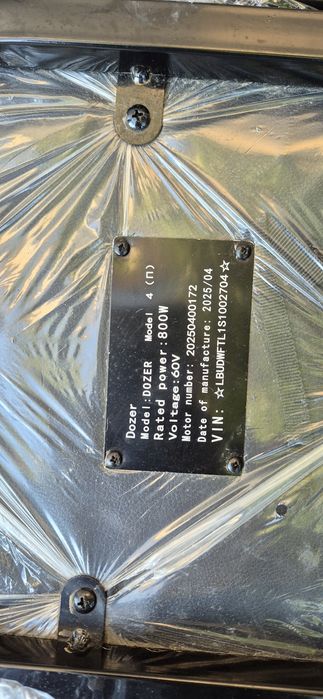 Dozer
Model:DOZER Model 4 (П)
Rated power:800W
Voltage:60V
Motor number: 20250400172
Date of manufacture: 2025/04
VIN: ☆LBUDWFTL1S1002704☆